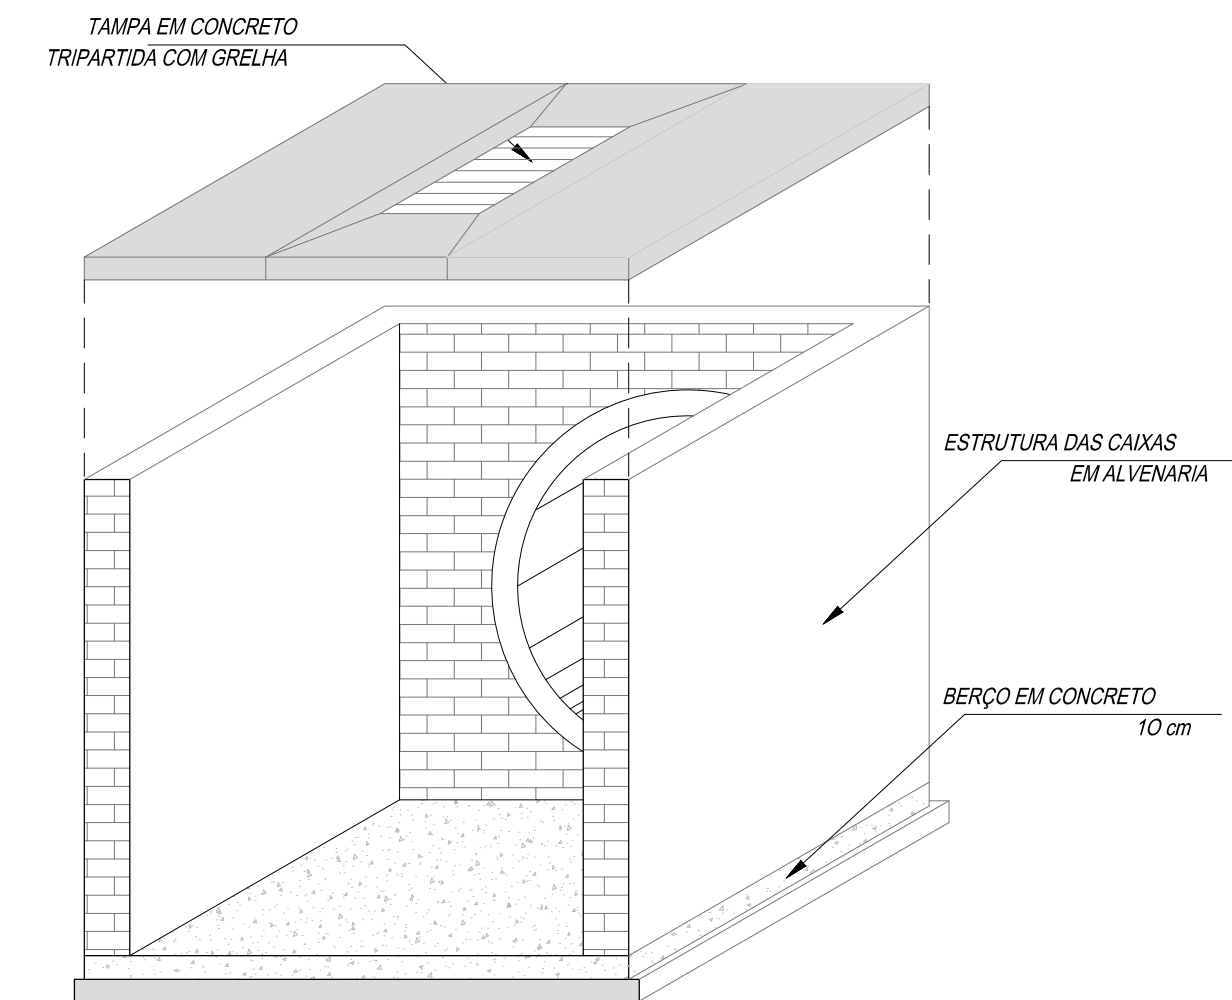 TAMPA EM CONCRETO
TRIPARTIDA COM GRELHA
ESTRUTURA DAS CAIXAS
EM ALVENARIA
BERÇO EM CONCRETO
10 cm